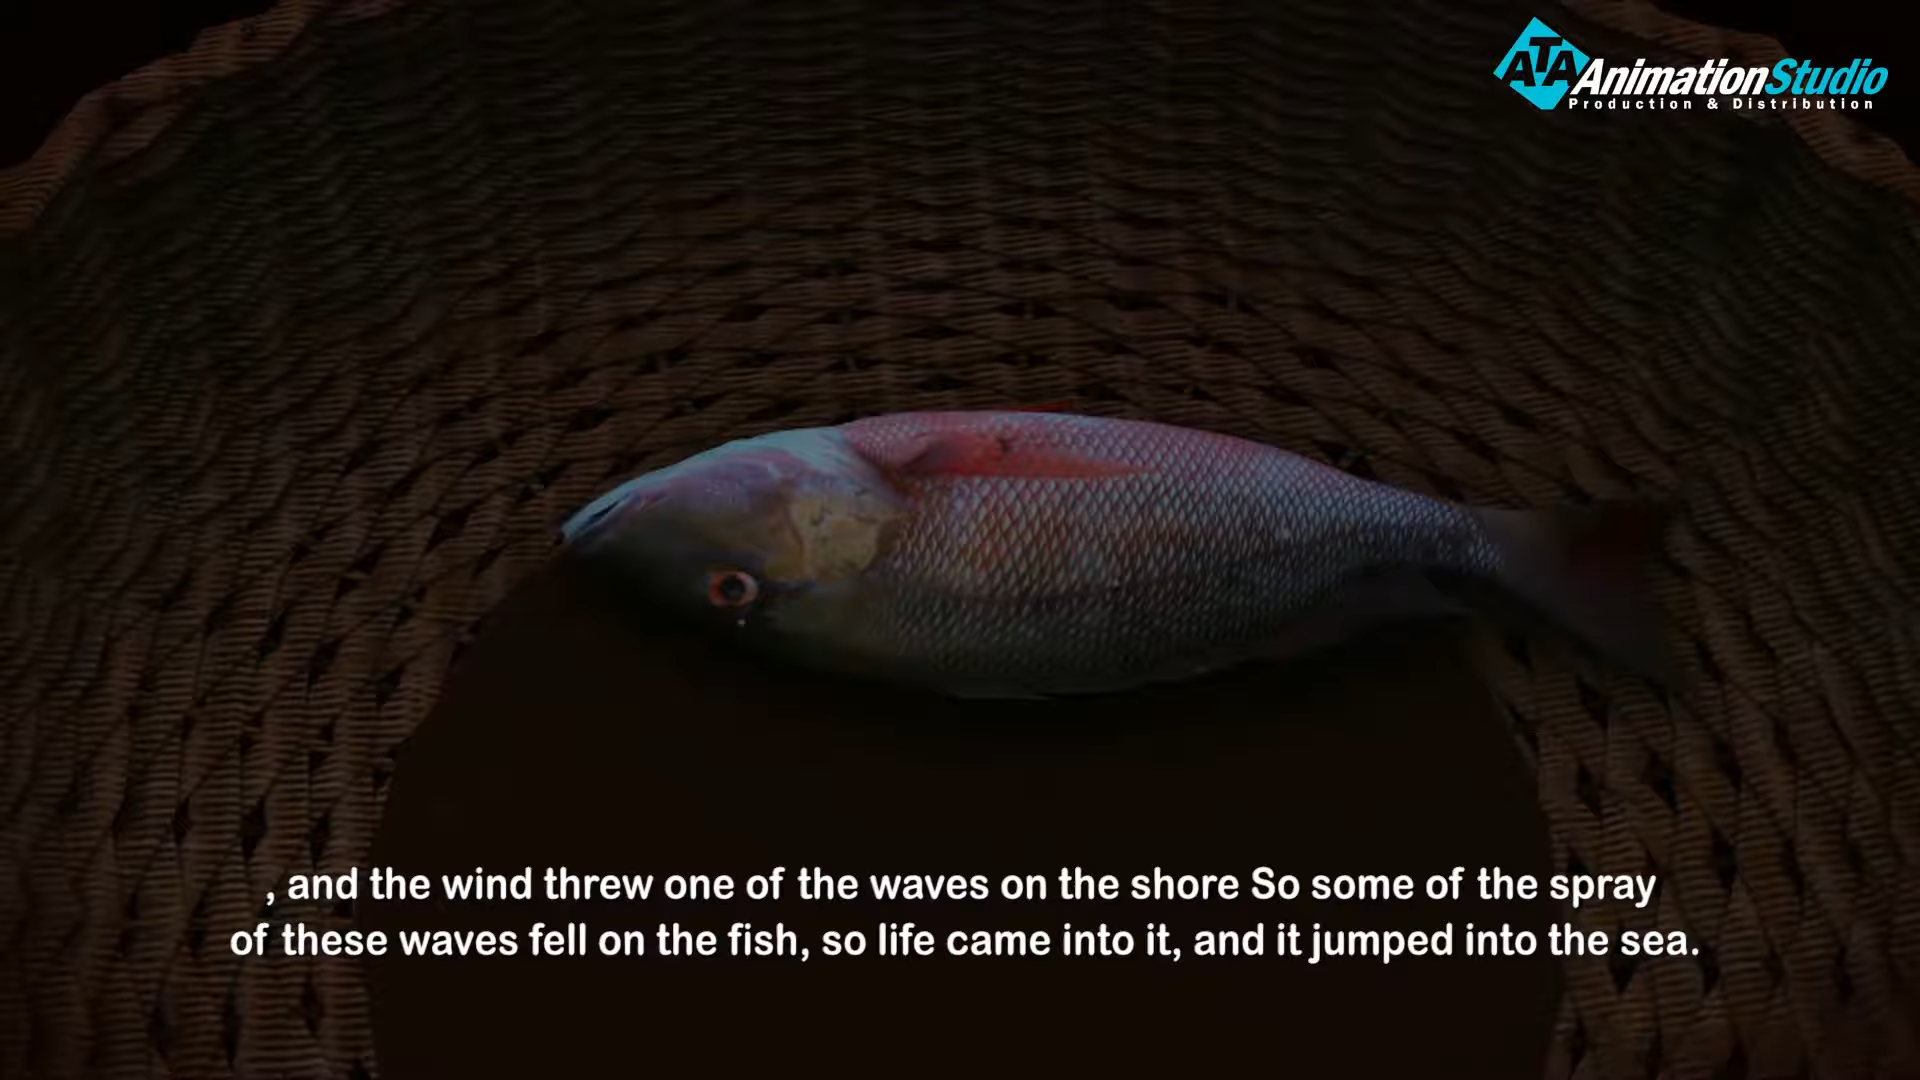 ATA AnimationStudio
Production & Distribution
, and the wind threw one of the waves on the shore So some of the spray
of these waves fell on the fish, so life came into it, and it jumped into the sea.